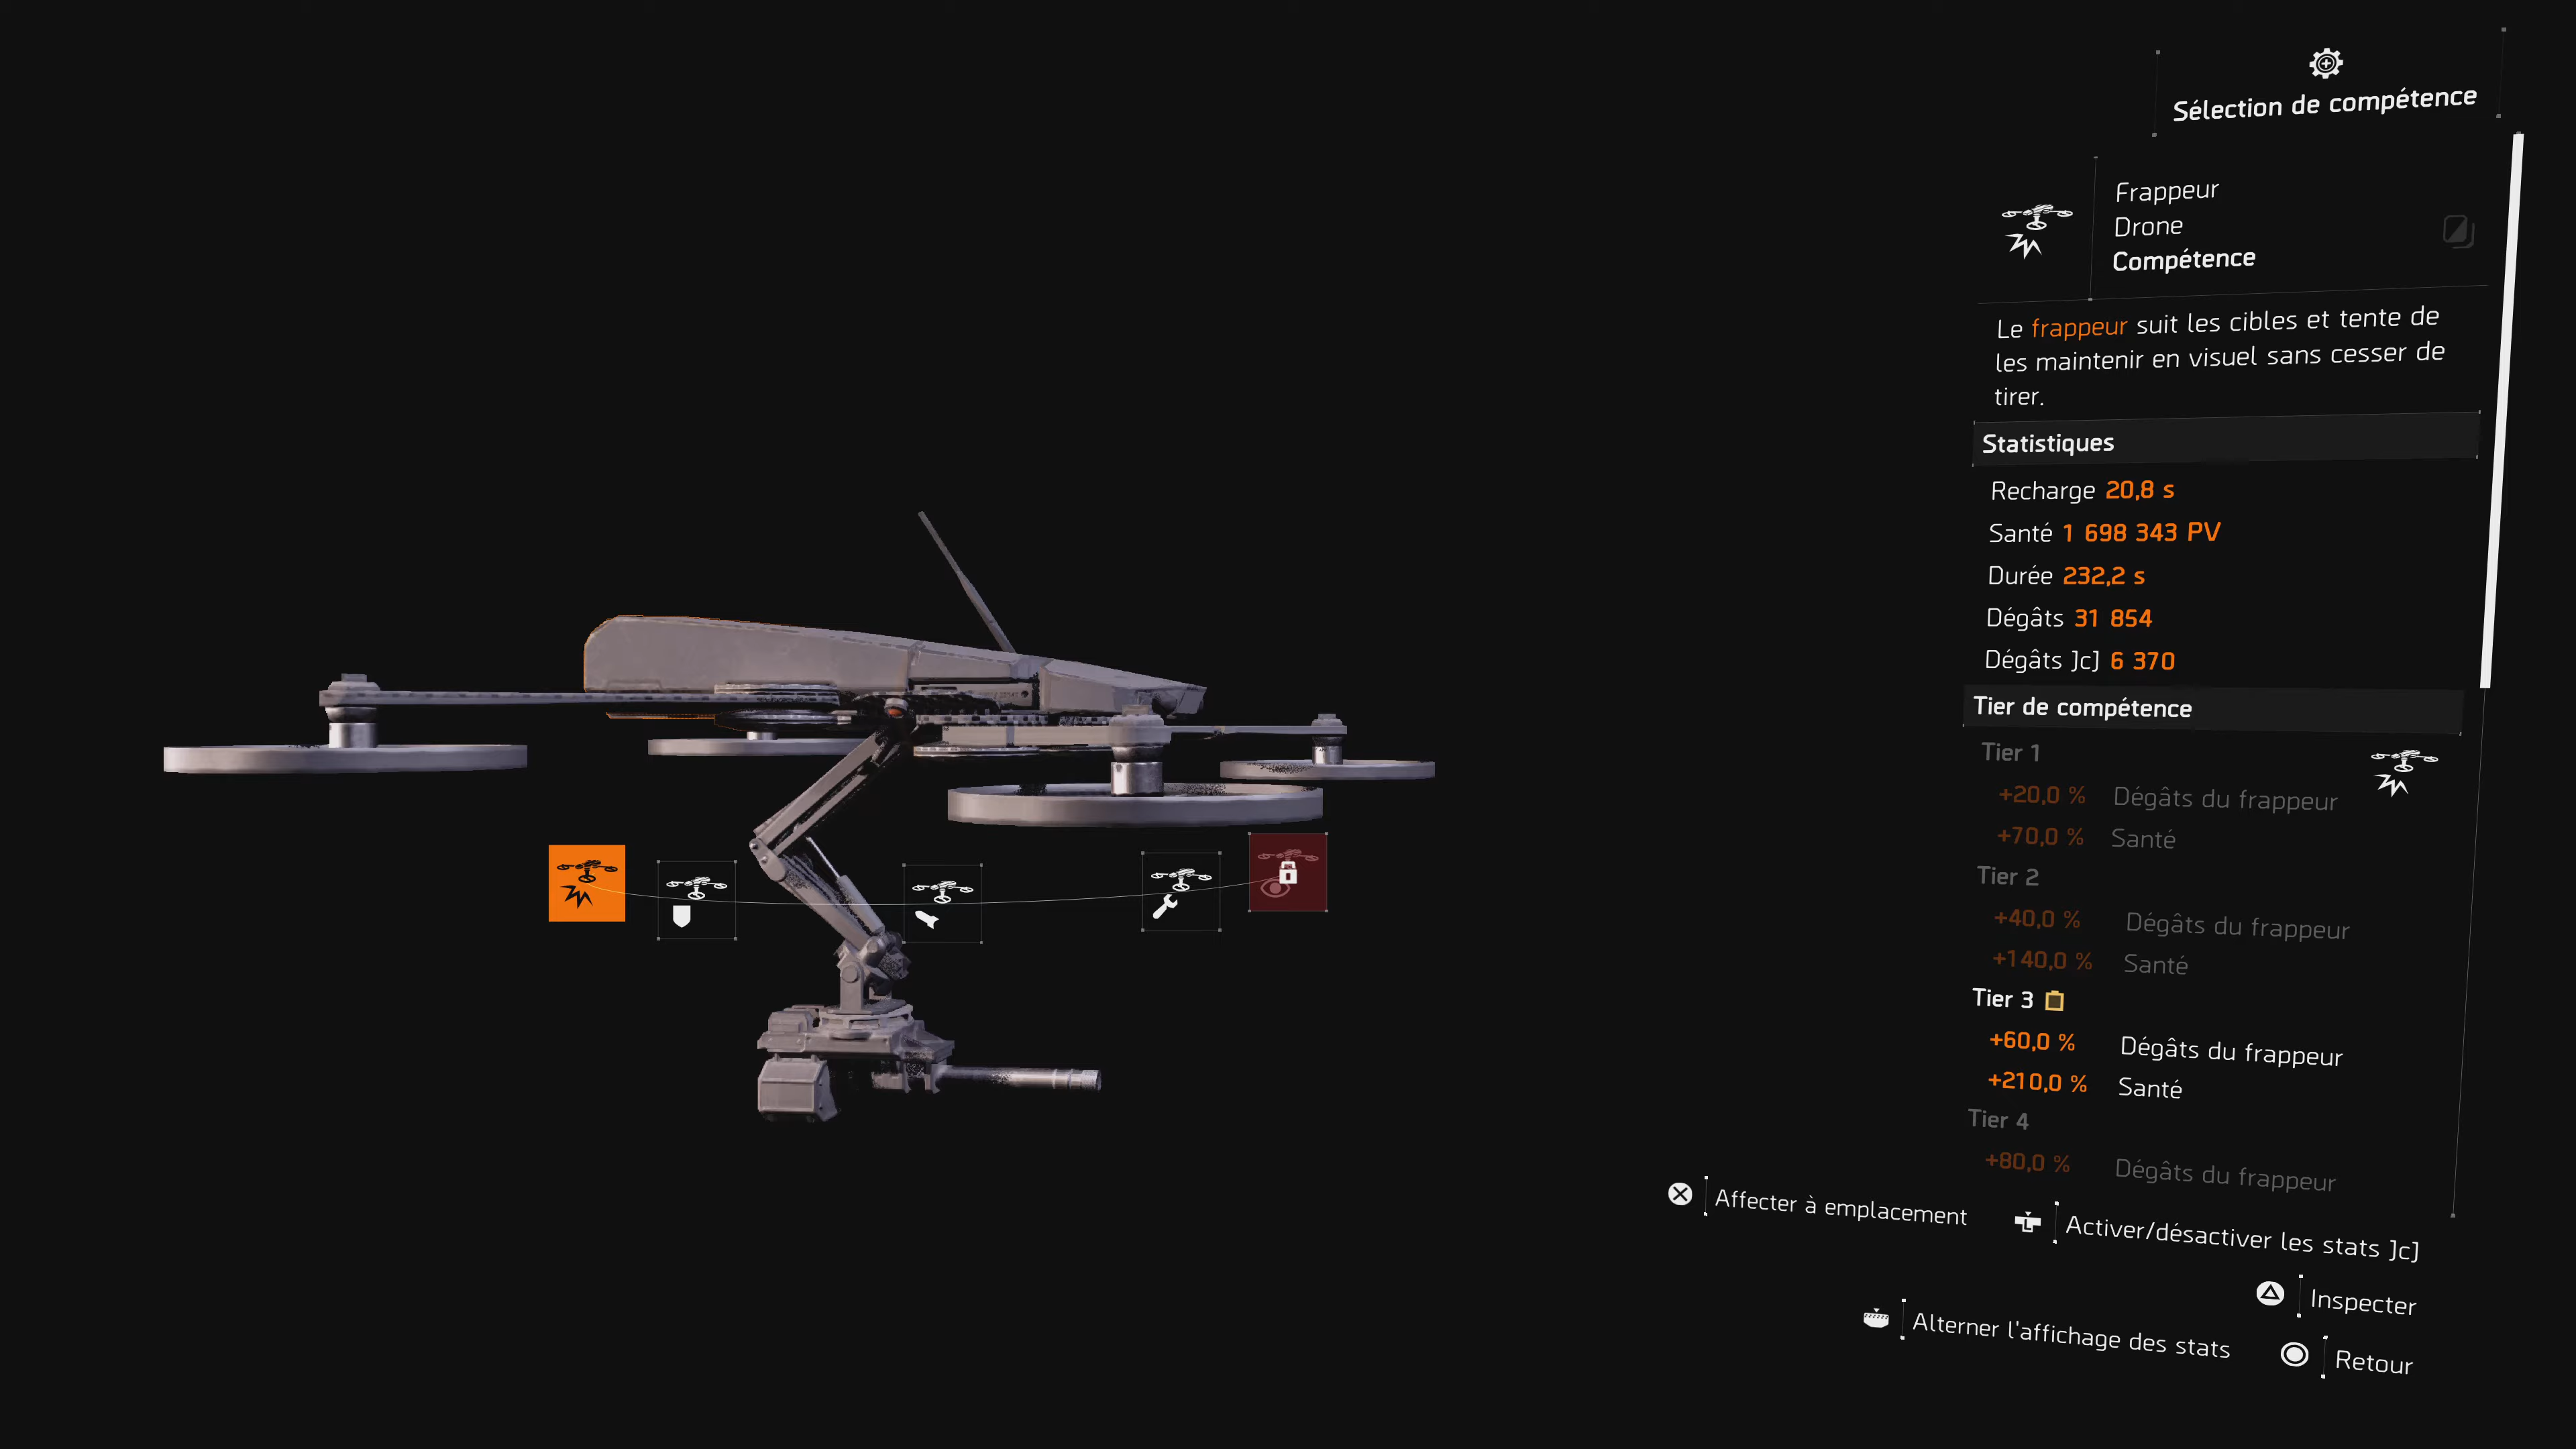 Sélection de compétence
Frappeur
Drone
Compétence
Le frappeur suit les cibles et tente de
les maintenir en visuel sans cesser de
tirer.
Statistiques
Recharge 20,8 s
Santé 1 698 343 PV
Durée 232,2 s
Dégâts 31 854
Dégâts ]c] 6 370
Tier de compétence
Tier 1
+20,0 % Dégâts du frappeur
+70,0 % Santé
Tier 2
+40,0 % Dégâts du frappeur
+140,0 % Santé
Tier 3
+60,0 % Dégâts du frappeur
+210,0 % Santé
Tier 4
+80,0 % Dégâts du frappeur
Affecter à emplacement
L Activer/désactiver les stats ]c]
Inspecter
Alterner l'affichage des stats
Retour